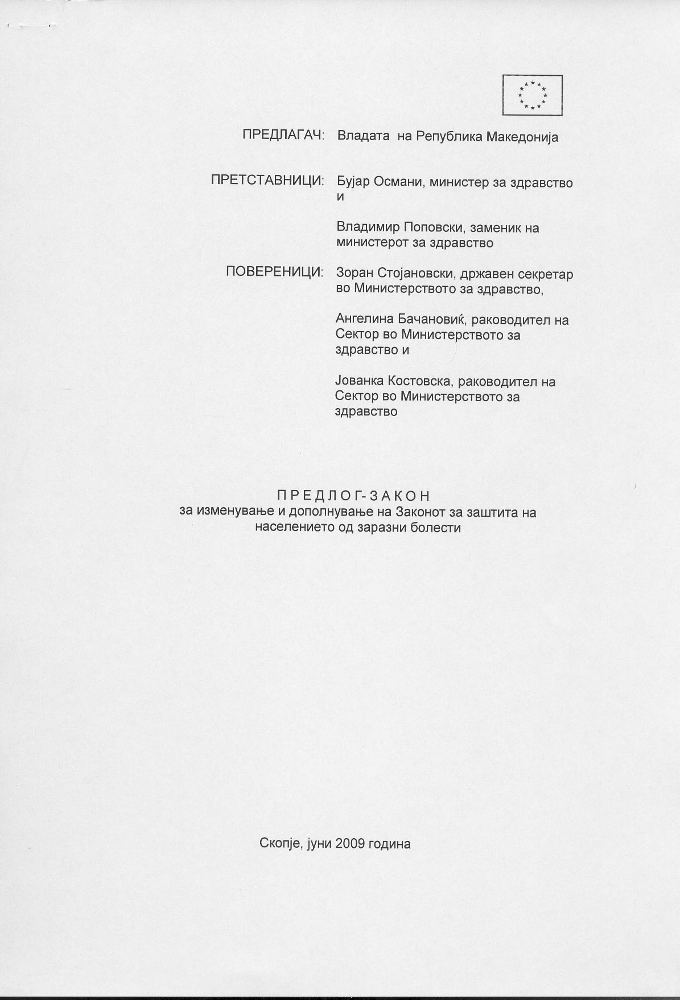 ПРЕДЛАГАЧ: Владата на Република Македонија
ПРЕТСТАВНИЦИ: Бујар Османи, министер за здравство
и
Владимир Поповски, заменик на
министерот за здравство
ПОВЕРЕНИЦИ: Зоран Стојановски, државен секретар
во Министерството за здравство,
Ангелина Бачановиќ, раководител на
Сектор во Министерството за
здравство и
Јованка Костовска, раководител на
Сектор во Министерството за
здравство
П Р Е Д Л О Г- З А К О Н
за изменување и дополнување на Законот за заштита на
населението од заразни болести
Скопје, јуни 2009 година